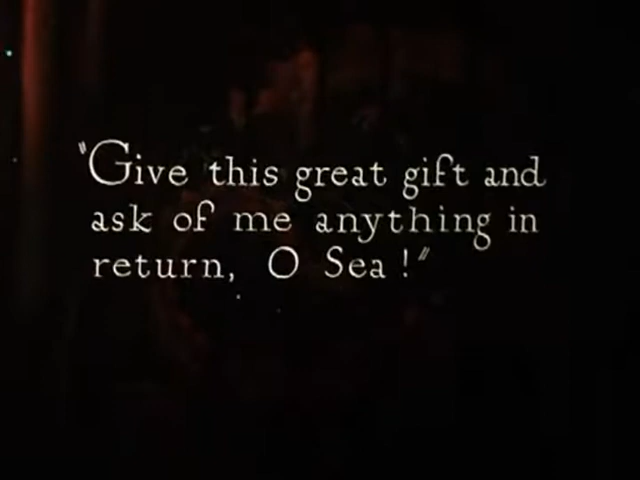 "Give this great gift and
ask of me anything in
return, O Sea!"